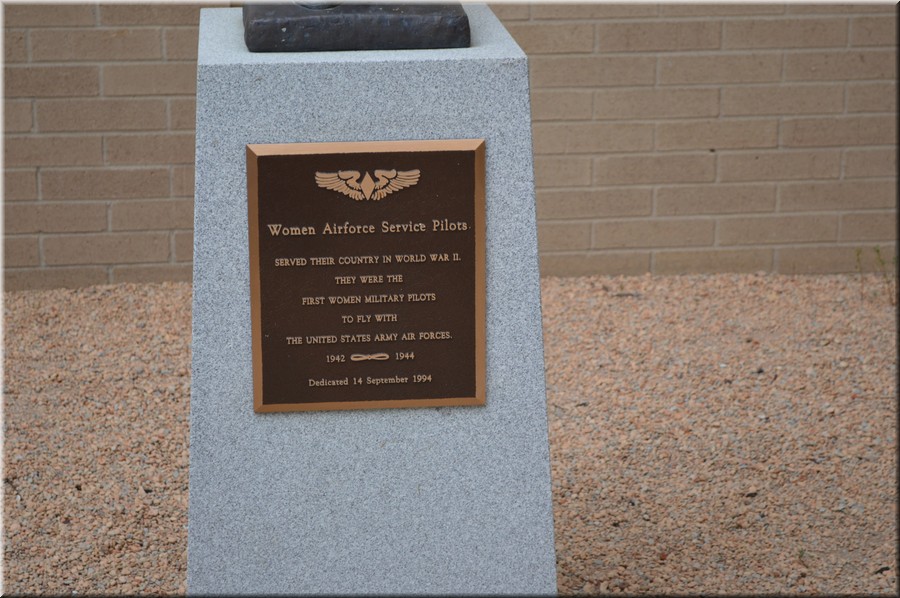 Women Airforce Service Pilots
SERVED THEIR COUNTRY IN WORLD WAR II.
THEY WERE THE
FIRST WOMEN MILITARY PILOTS
TO FLY WITH
THE UNITED STATES ARMY AIR FORCES.
1942 1944
Dedicated 14 September 1994